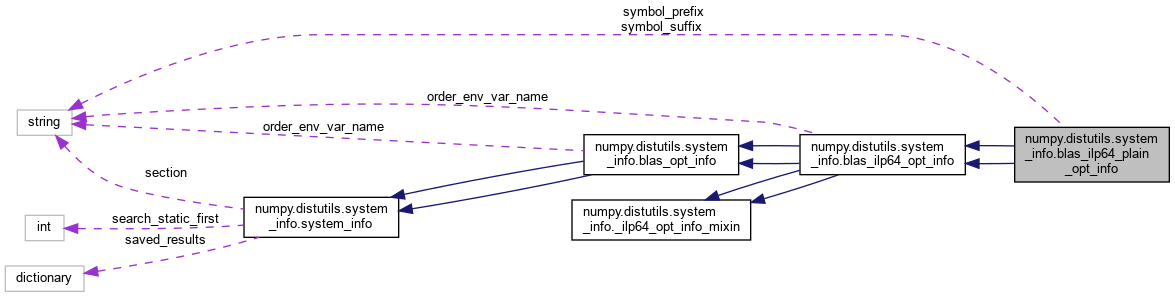 symbol_prefix
symbol_suffix
order_env_var_name
string
order_env_var_name
numpy.distutils.system
_info.blas_opt_info
numpy.distutils.system
_info.blas_ilp64_opt_info
numpy.distutils.system
_info.blas_ilp64_plain
_opt_info
section
numpy.distutils.system
_info.system_info
numpy.distutils.system
_info._ilp64_opt_info_mixin
search_static_first
int
saved_results
dictionary